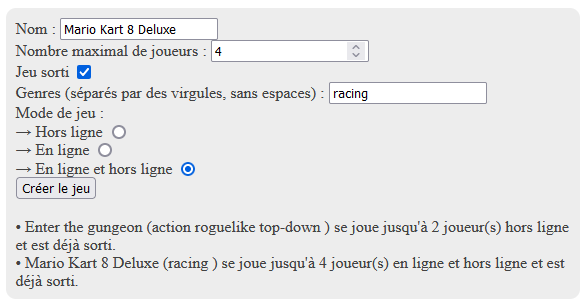 Nom : Mario Kart 8 Deluxe
Nombre maximal de joueurs : 4
Jeu sorti
Genres (séparés par des virgules, sans espaces) : racing
Mode de jeu :
→ Hors ligne
→ En ligne
→ En ligne et hors ligne
Créer le jeu
• Enter the gungeon (action roguelike top-down ) se joue jusqu'à 2 joueur(s) hors ligne
et est déjà sorti.
• Mario Kart 8 Deluxe (racing ) se joue jusqu'à 4 joueur(s) en ligne et hors ligne et est
déjà sorti.